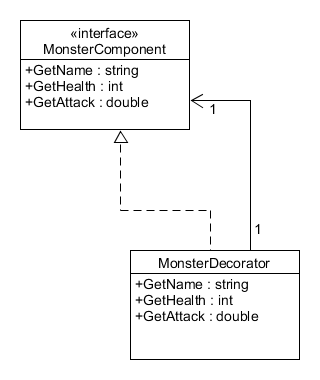 «interface»
MonsterComponent
+GetName : string
+GetHealth : int
+GetAttack : double
1
1
MonsterDecorator
+GetName : string
+GetHealth : int
+GetAttack : double